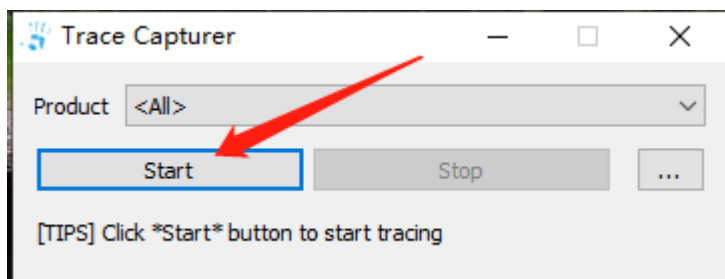 Trace Capturer
Product <All>
Start Stop ...
[TIPS] Click *Start* button to start tracing